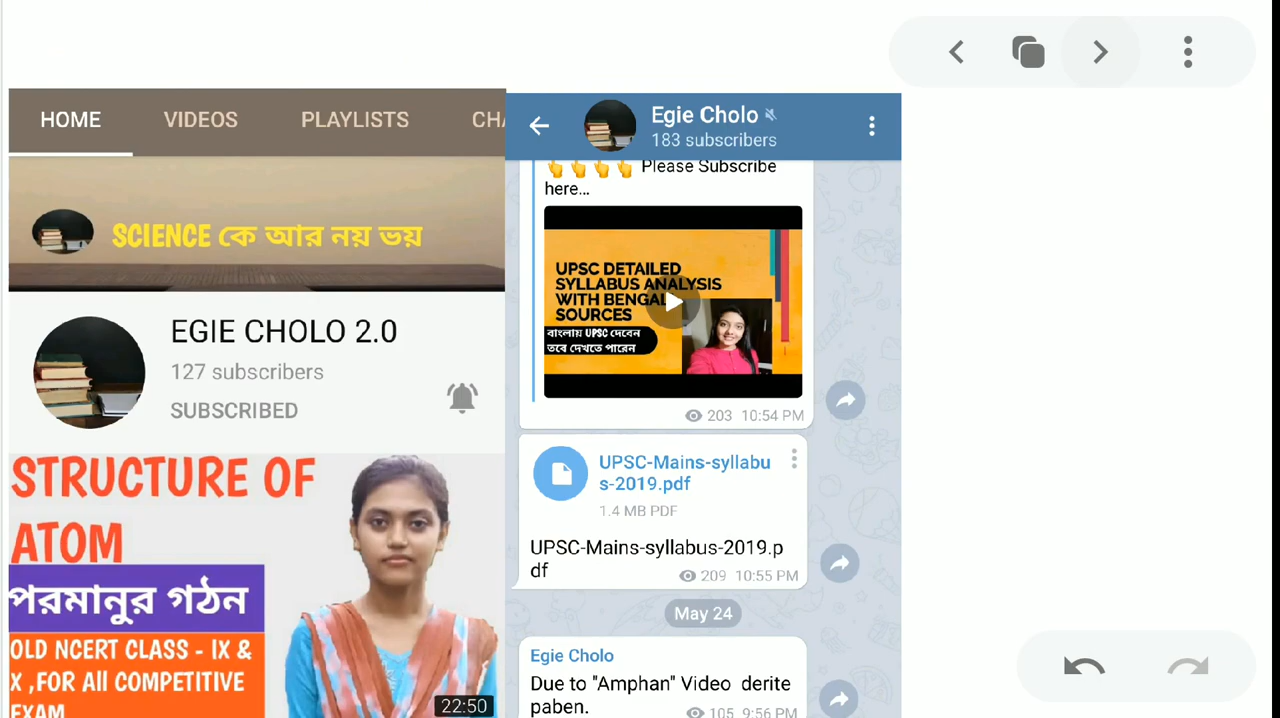 HOME VIDEOS PLAYLISTS CHA
SCIENCE কে আর নয় ভয়
EGIE CHOLO 2.0
127 subscribers
SUBSCRIBED
STRUCTURE OF
ATOM
পরমানুর গঠন
OLD NCERT CLASS - IX &
X ,FOR All COMPETITIVE
EXAM
22:50
Egie Cholo
183 subscribers
👆👆👆👆 Please Subscribe
here...
UPSC DETAILED
SYLLABUS ANALYSIS
WITH BENGAL
SOURCES
বাংলায় UPSC দেবেন
তবে দেখতে পারেন
203 10:54 PM
UPSC-Mains-syllabu
s-2019.pdf
1.4 MB PDF
UPSC-Mains-syllabus-2019.p
df
209 10:55 PM
May 24
Egie Cholo
Due to "Amphan" Video derite
paben.
105 9:56 PM